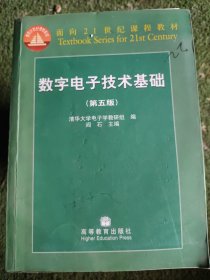 面向21世纪课程教材
Textbook Series for 21st Century
数字电子技术基础
(第五版)
清华大学电子学教研组 编
阎 石 主编
高等教育出版社
Higher Education Press